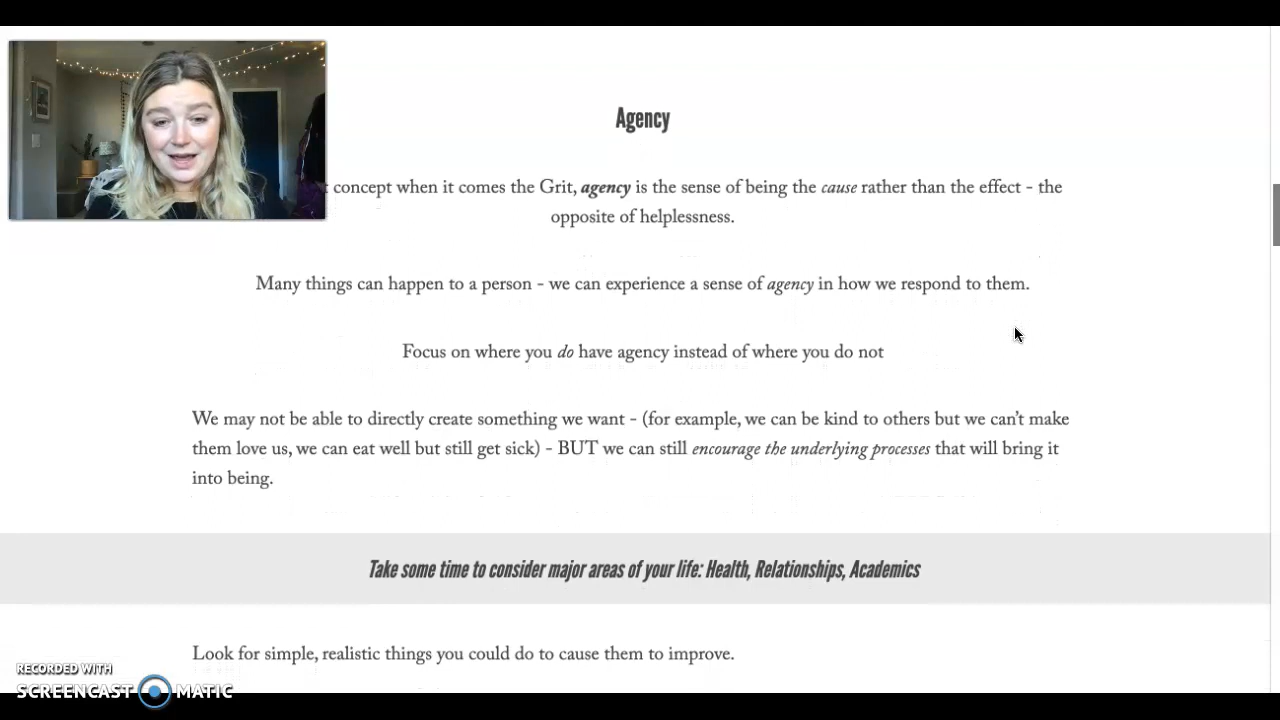 Agency
concept when it comes the Grit, agency is the sense of being the cause rather than the effect - the
opposite of helplessness.
Many things can happen to a person - we can experience a sense of agency in how we respond to them.
Focus on where you do have agency instead of where you do not
We may not be able to directly create something we want - (for example, we can be kind to others but we can't make
them love us, we can eat well but still get sick) - BUT we can still encourage the underlying processes that will bring it
into being.
Take some time to consider major areas of your life: Health, Relationships, Academics
Look for simple, realistic things you could do to cause them to improve.
RECORDED WITH
SCREENCAST MATIC